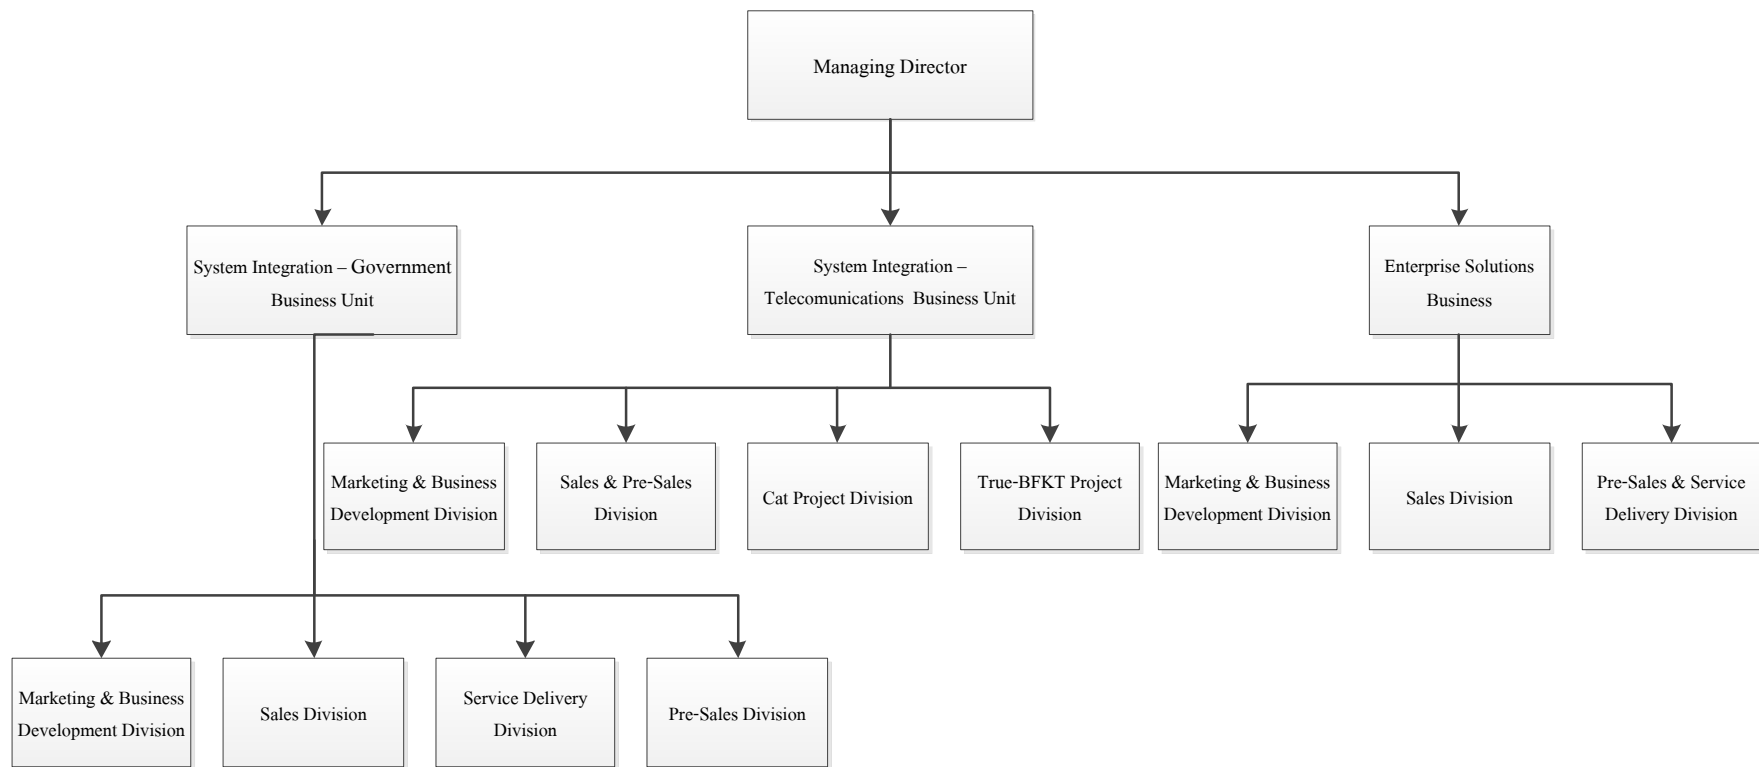 Managing Director
System Integration – Government
Business Unit
System Integration –
Telecomunications Business Unit
Enterprise Solutions
Business
Marketing & Business
Development Division
Sales & Pre-Sales
Division
Cat Project Division
True-BFKT Project
Division
Marketing & Business
Development Division
Sales Division
Pre-Sales & Service
Delivery Division
Marketing & Business
Development Division
Sales Division
Service Delivery
Division
Pre-Sales Division